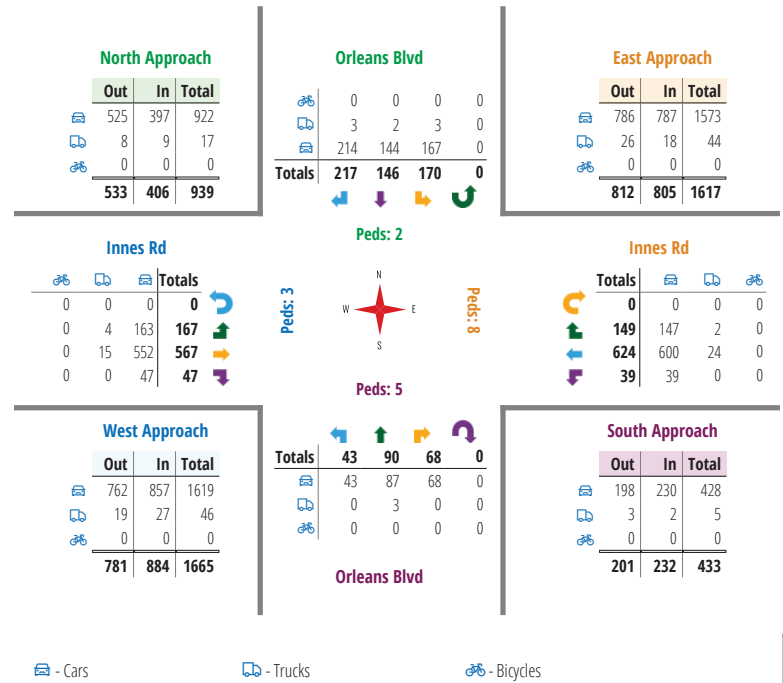 North Approach
Out In Total
525 397 922
8 9 17
0 0 0
533 406 939
Orleans Blvd
0 0 0 0
3 2 3 0
214 144 167 0
Totals 217 146 170 0
East Approach
Out In Total
786 787 1573
26 18 44
0 0 0
812 805 1617
Innes Rd
Totals
0 0 0 0
0 4 163 167
0 15 552 567
0 0 47 47
Peds: 2
Peds: 3
N
W E
S
Peds: 8
Peds: 5
Innes Rd
Totals
0 0 0 0
149 147 2 0
624 600 24 0
39 39 0 0
West Approach
Out In Total
762 857 1619
19 27 46
0 0 0
781 884 1665
Totals 43 90 68 0
43 87 68 0
0 3 0 0
0 0 0 0
Orleans Blvd
South Approach
Out In Total
198 230 428
3 2 5
0 0 0
201 232 433
- Cars
- Trucks
- Bicycles